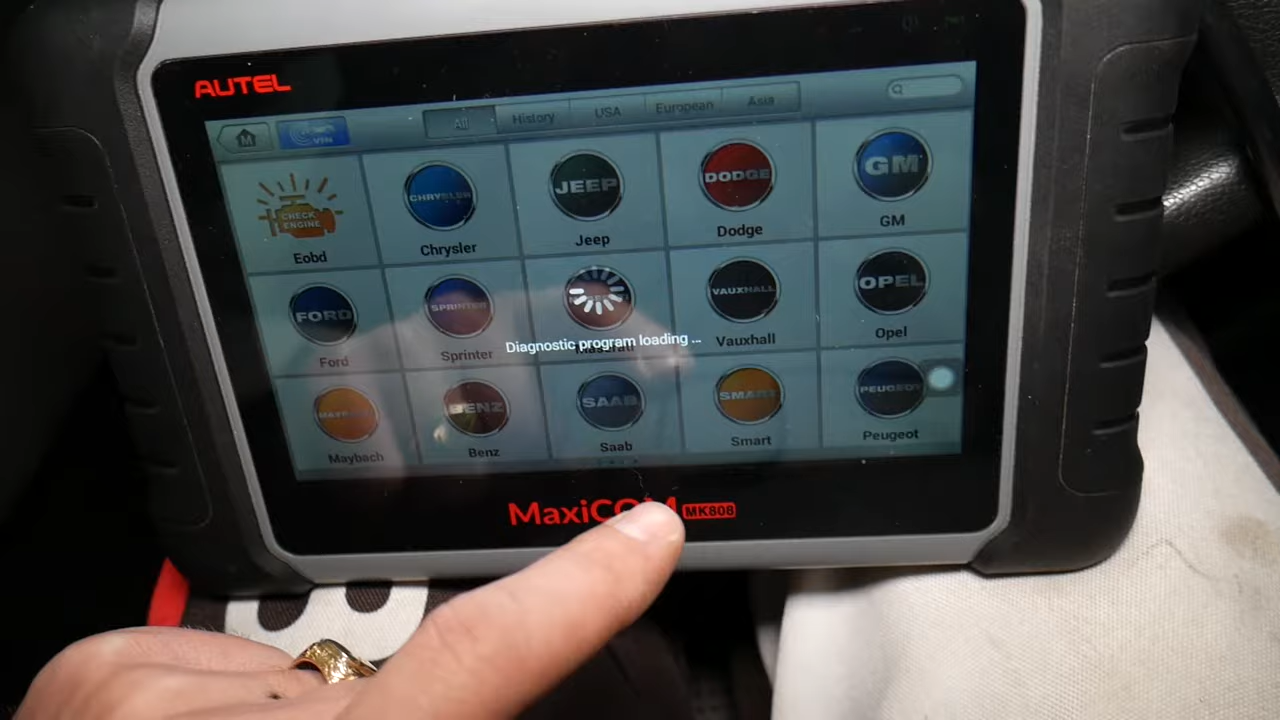 AUTEL
VIN
All
History
USA
European
Asia
CHECK
ENGINE
CHRYSLER
JEEP
DODGE
GM
Eobd
Chrysler
Jeep
Dodge
GM
FORD
SPRINTER
VAUXHALL
OPEL
Diagnostic program loading ...
Ford
Sprinter
Maserati
Vauxhall
Opel
MAYBACH
BENZ
SAAB
SMART
PEUGEOT
Maybach
Benz
Saab
Smart
Peugeot
MaxiCOM MK808